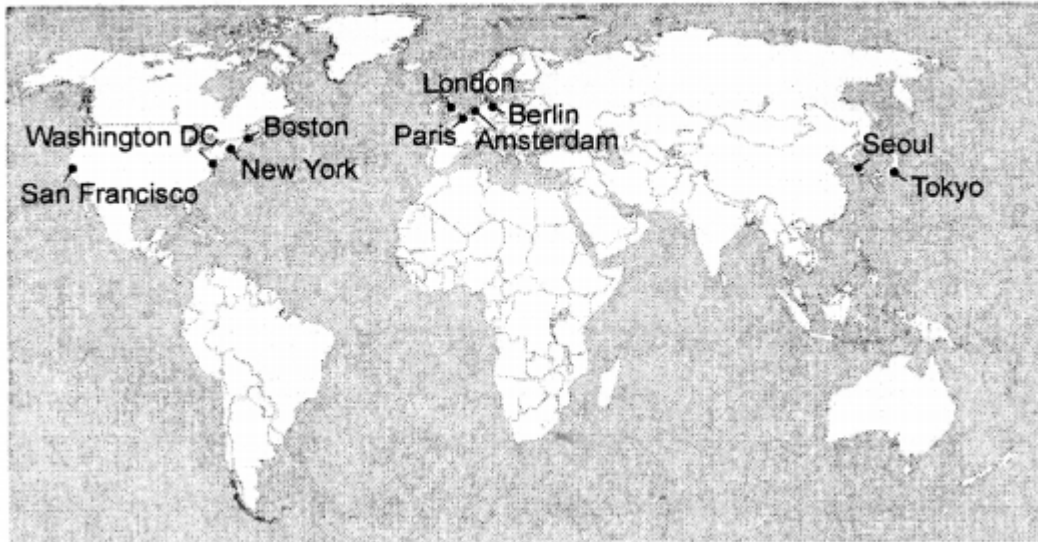 London
Berlin
Paris
Amsterdam
Washington DC
Boston
New York
San Francisco
Seoul
Tokyo